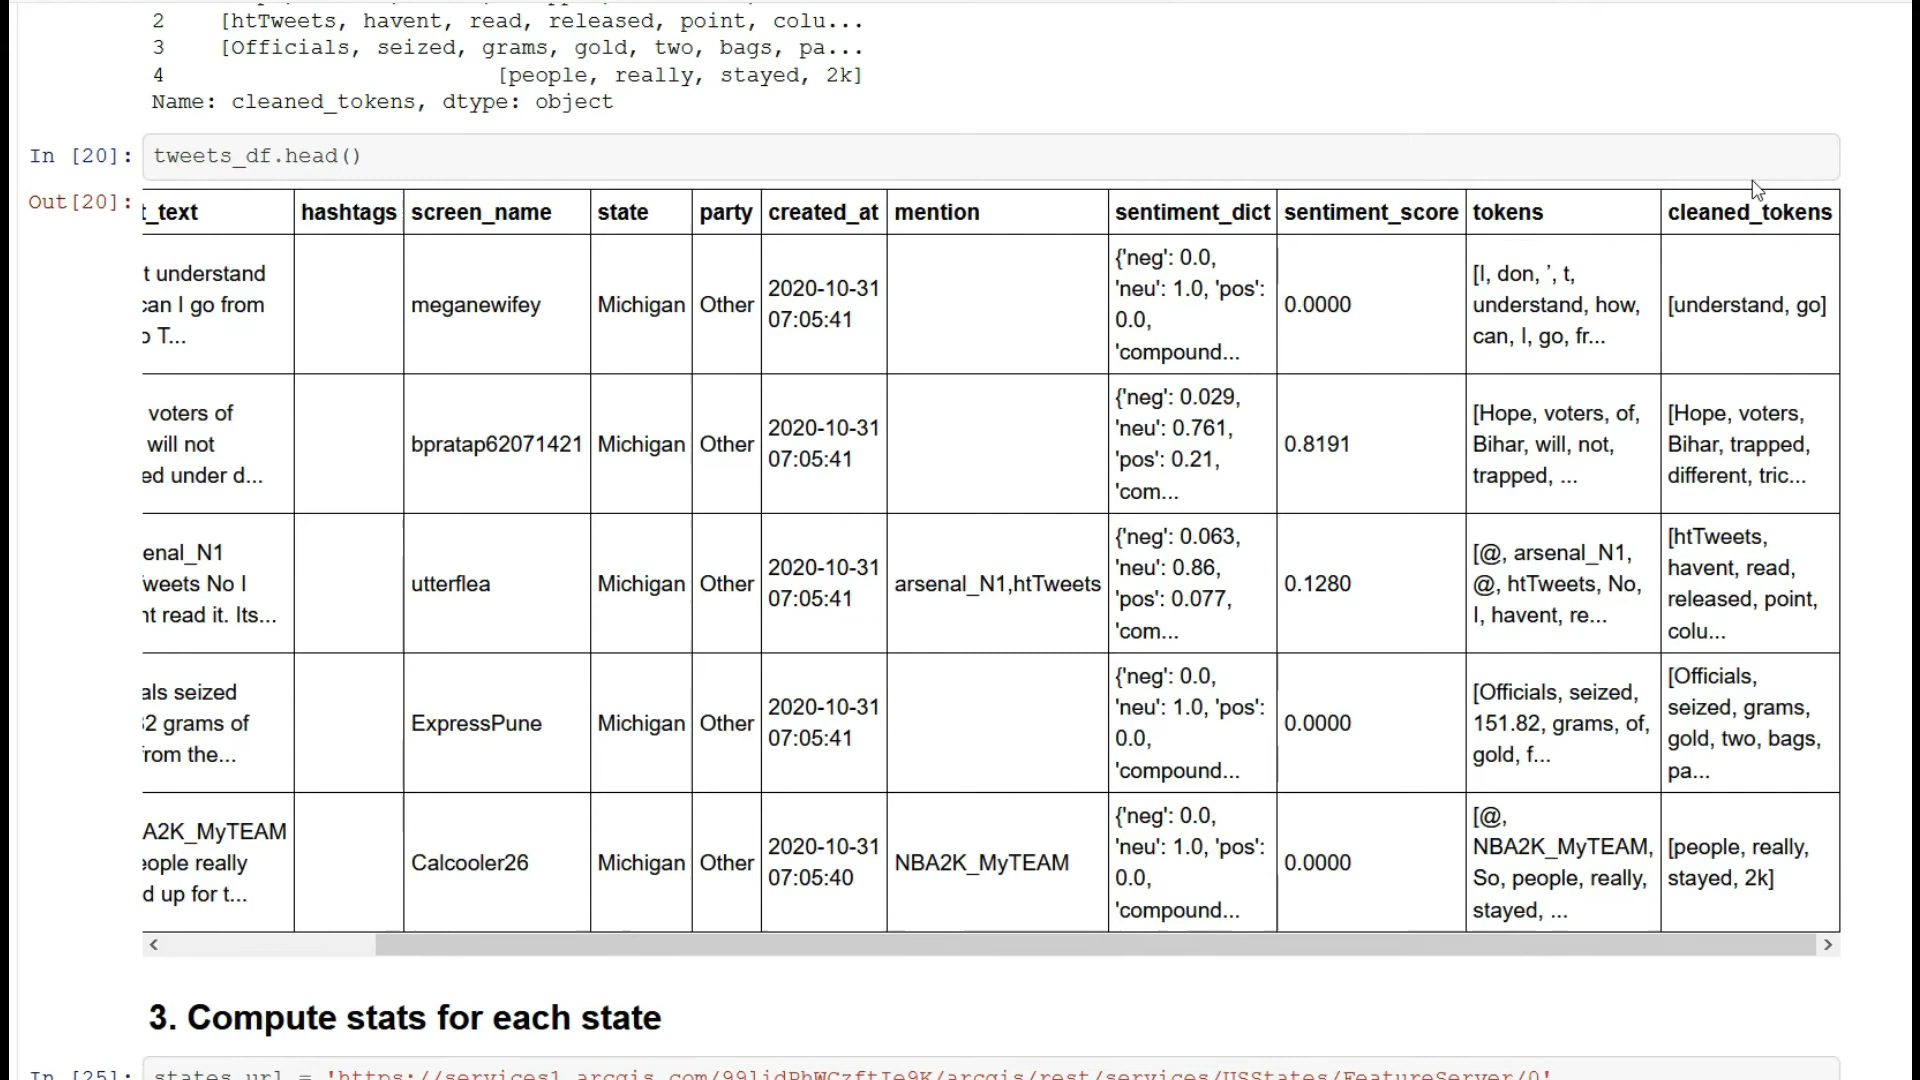 2 [htTweets, havent, read, released, point, colu...
3 [Officials, seized, grams, gold, two, bags, pa...
4 [people, really, stayed, 2k]
Name: cleaned_tokens, dtype: object
In [20]: tweets_df.head()
Out[20]:
t_text hashtags screen_name state party created_at mention sentiment_dict sentiment_score tokens cleaned_tokens
t understand
can I go from
o T...
meganewifey Michigan Other
2020-10-31
07:05:41
{'neg': 0.0,
'neu': 1.0, 'pos':
0.0,
'compound...
0.0000
[I, don, ’, t,
understand, how,
can, I, go, fr...
[understand, go]
voters of
will not
ed under d...
bpratap62071421 Michigan Other
2020-10-31
07:05:41
{'neg': 0.029,
'neu': 0.761,
'pos': 0.21,
'com...
0.8191
[Hope, voters, of,
Bihar, will, not,
trapped, ...
[Hope, voters,
Bihar, trapped,
different, tric...
enal_N1
weets No I
nt read it. Its...
utterflea Michigan Other
2020-10-31
07:05:41
arsenal_N1,htTweets
{'neg': 0.063,
'neu': 0.86,
'pos': 0.077,
'com...
0.1280
[@, arsenal_N1,
@, htTweets, No,
I, havent, re...
[htTweets,
havent, read,
released, point,
colu...
als seized
32 grams of
from the...
ExpressPune Michigan Other
2020-10-31
07:05:41
{'neg': 0.0,
'neu': 1.0, 'pos':
0.0,
'compound...
0.0000
[Officials, seized,
151.82, grams, of,
gold, f...
[Officials,
seized, grams,
gold, two, bags,
pa...
A2K_MyTEAM
eople really
d up for t...
Calcooler26 Michigan Other
2020-10-31
07:05:40
NBA2K_MyTEAM
{'neg': 0.0,
'neu': 1.0, 'pos':
0.0,
'compound...
0.0000
[@,
NBA2K_MyTEAM,
So, people, really,
stayed, ...
[people, really,
stayed, 2k]
3. Compute stats for each state
In [25]: states_url =